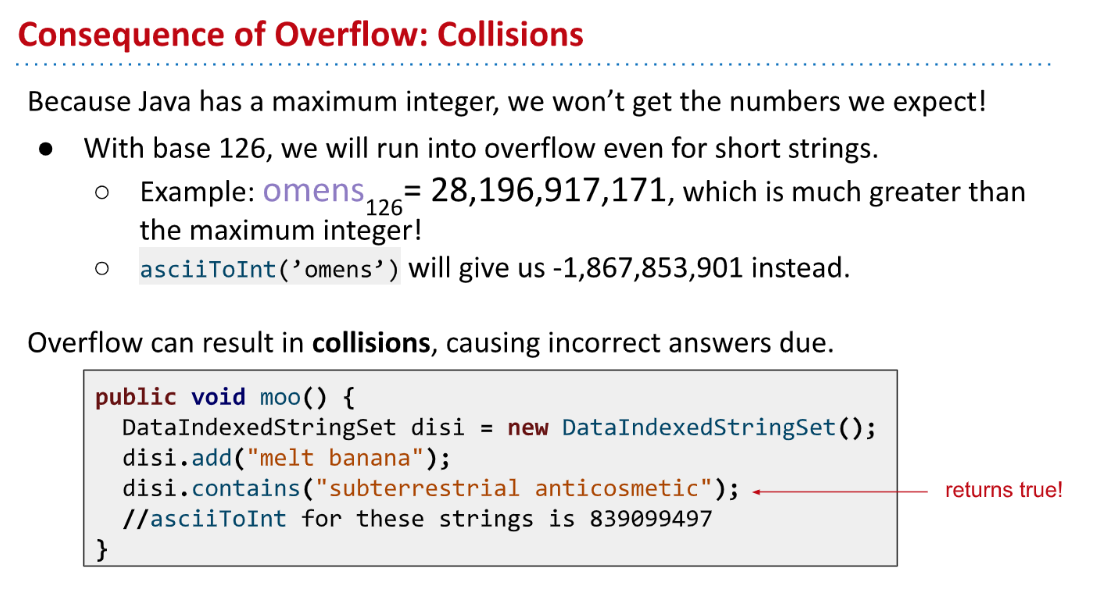 Consequence of Overflow: Collisions
Because Java has a maximum integer, we won’t get the numbers we expect!
● With base 126, we will run into overflow even for short strings.
○ Example: omens126= 28,196,917,171, which is much greater than
the maximum integer!
○ asciiToInt(’omens’) will give us -1,867,853,901 instead.
Overflow can result in collisions, causing incorrect answers due.
public void moo() {
DataIndexedStringSet disi = new DataIndexedStringSet();
disi.add("melt banana");
disi.contains("subterrestrial anticosmetic"); returns true!
//asciiToInt for these strings is 839099497
}